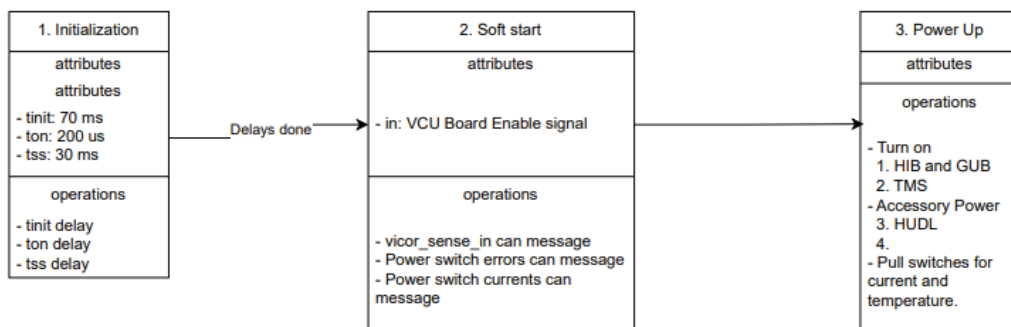 1. Initialization
attributes
attributes
- tinit: 70 ms
- ton: 200 us
- tss: 30 ms
operations
- tinit delay
- ton delay
- tss delay
Delays done
2. Soft start
attributes
- in: VCU Board Enable signal
operations
- vicor_sense_in can message
- Power switch errors can message
- Power switch currents can
message
3. Power Up
attributes
operations
- Turn on
1. HIB and GUB
2. TMS
- Accessory Power
3. HUDL
4.
- Pull switches for
current and
temperature.